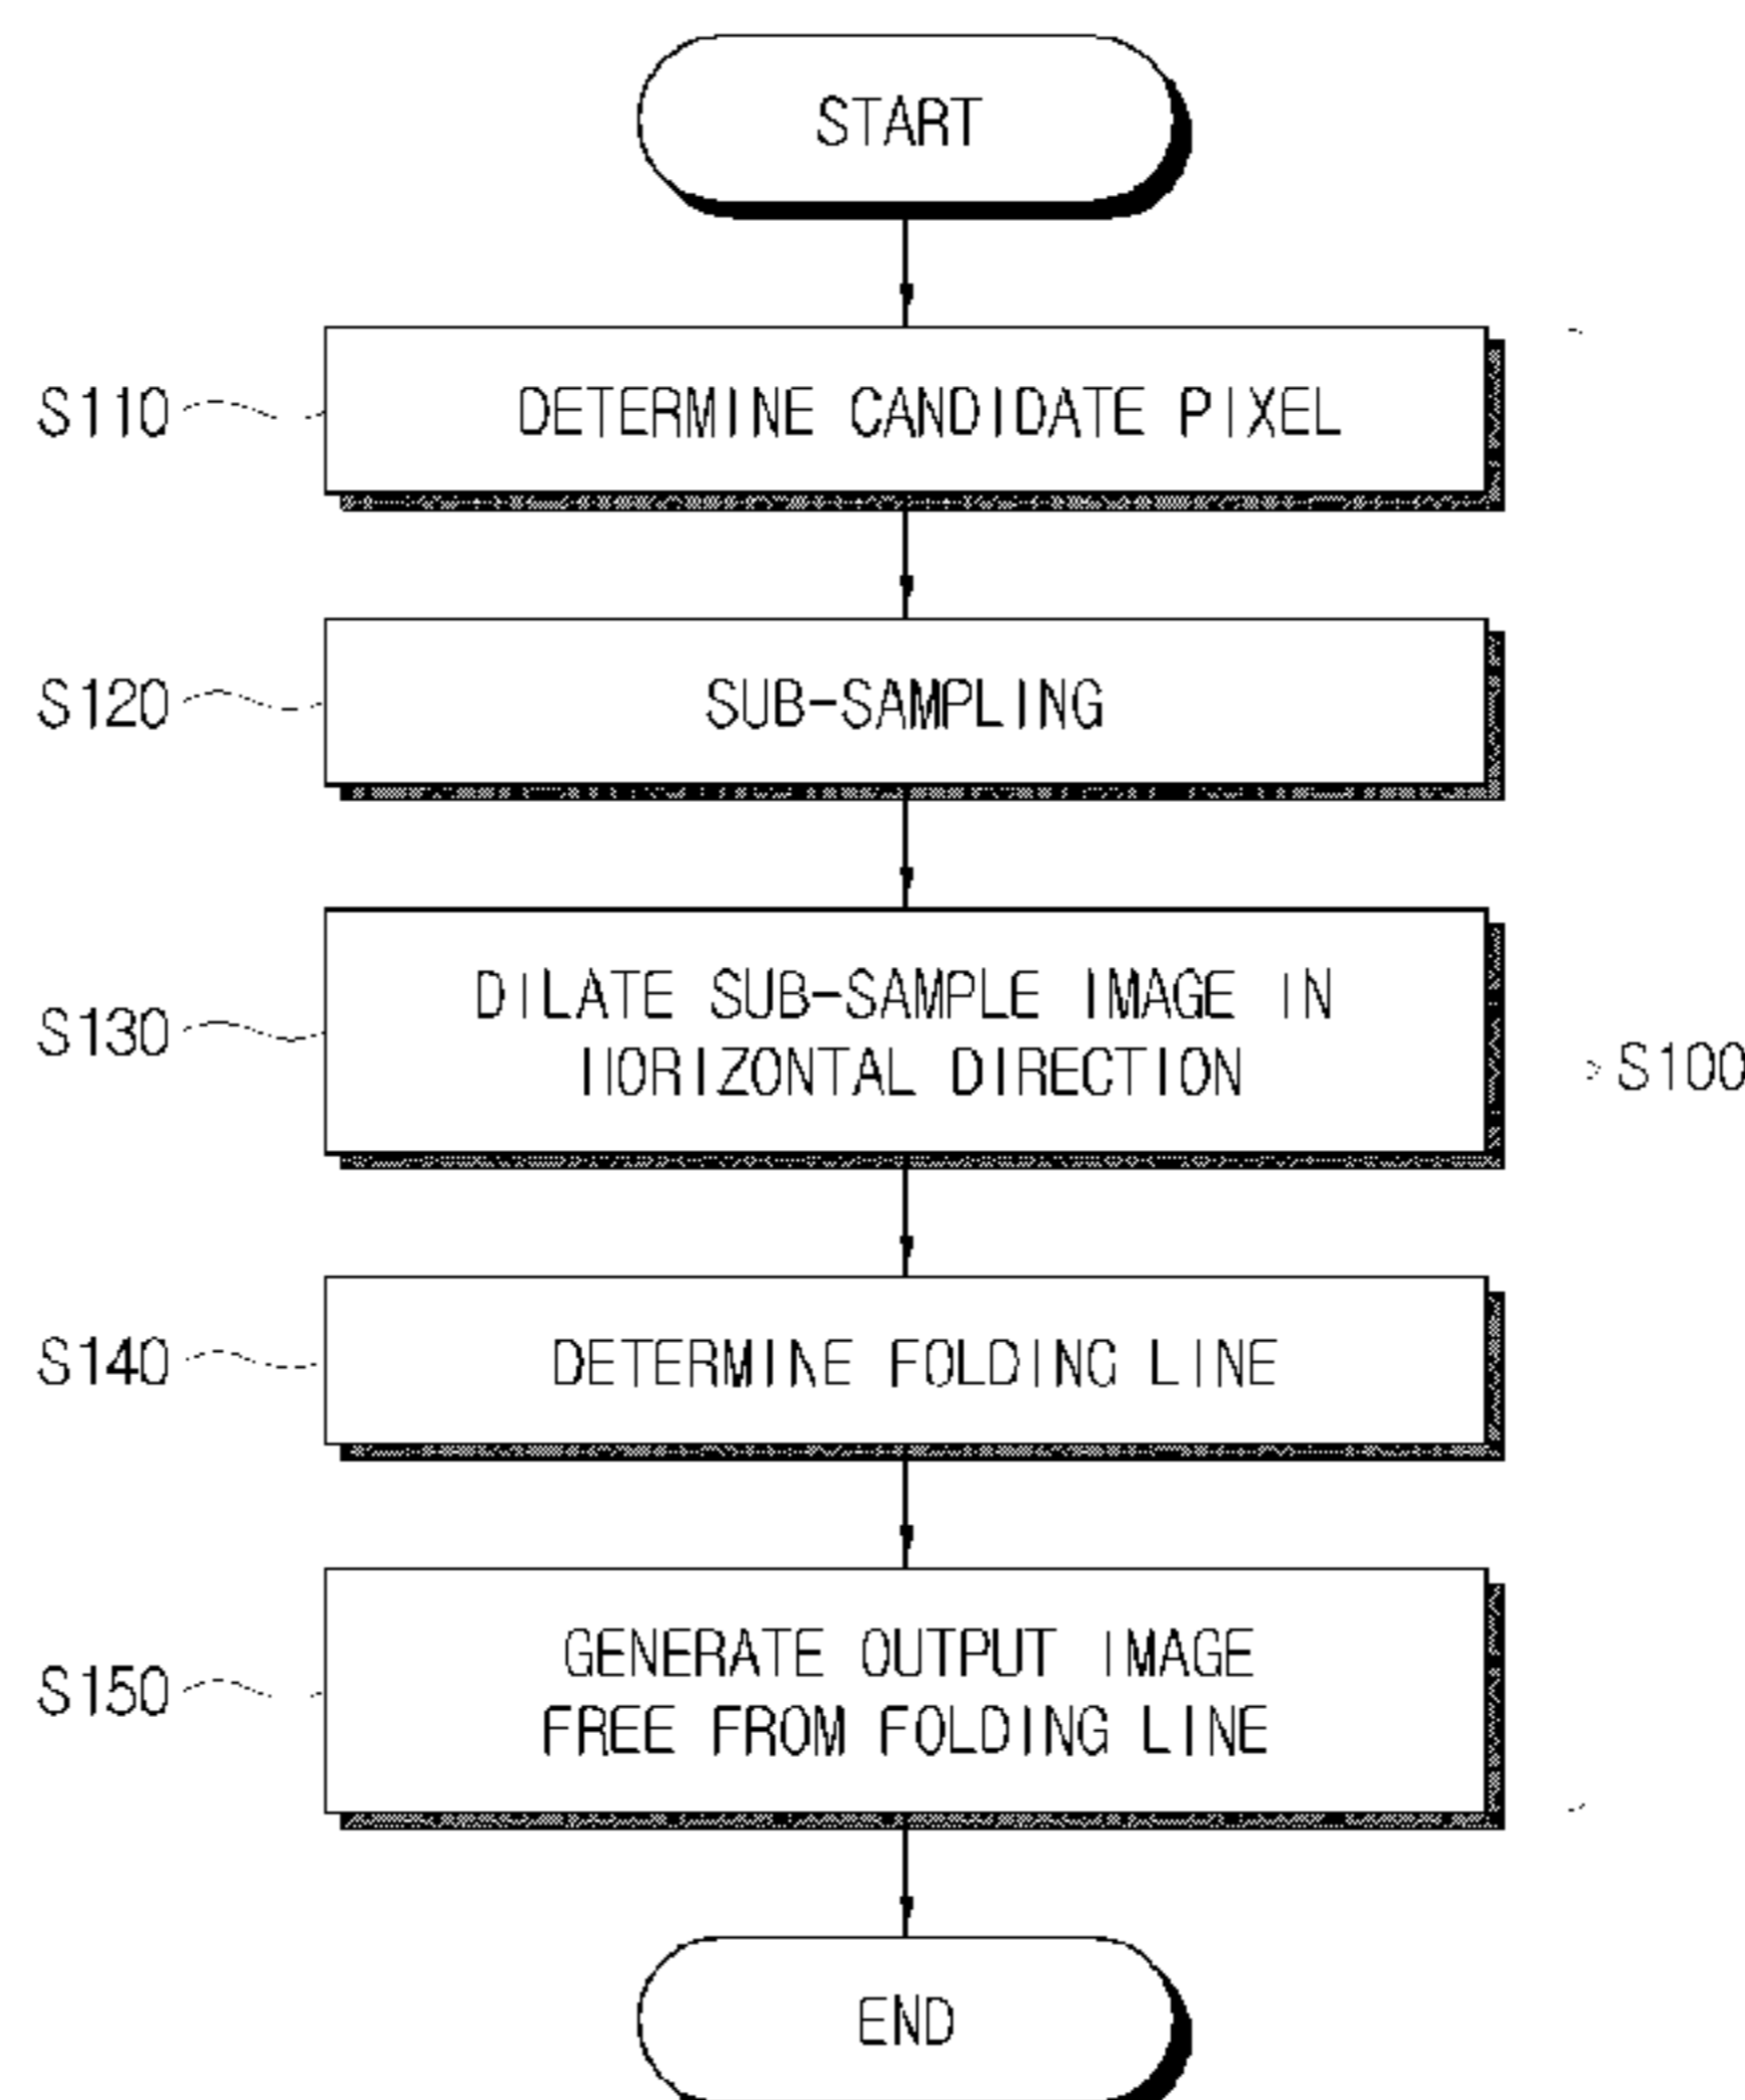 START
S110
DETERMINE CANDIDATE PIXEL
S120
SUB-SAMPLING
S130
DILATE SUB-SAMPLE IMAGE IN
HORIZONTAL DIRECTION
S100
S140
DETERMINE FOLDING LINE
S150
GENERATE OUTPUT IMAGE
FREE FROM FOLDING LINE
END